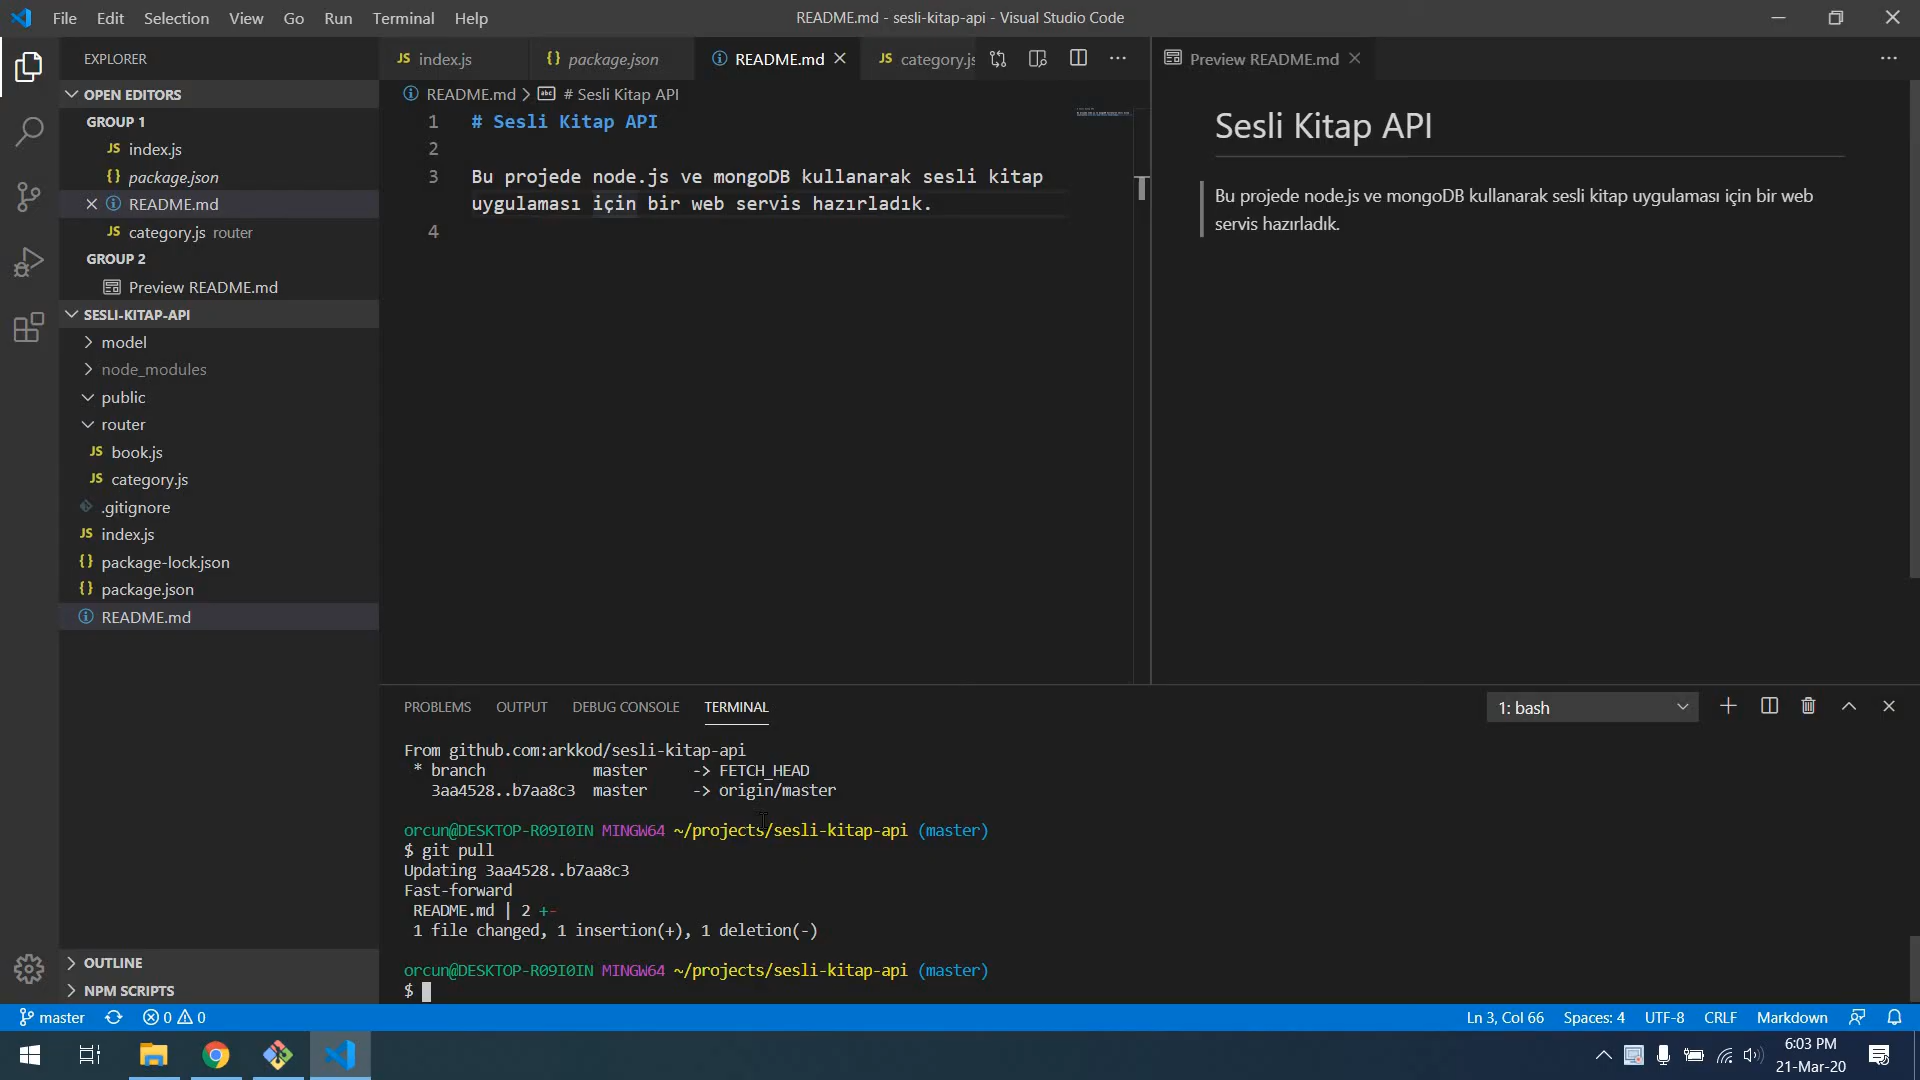 File Edit Selection View Go Run Terminal Help
README.md - sesli-kitap-api - Visual Studio Code
EXPLORER
OPEN EDITORS
GROUP 1
JS index.js
{} package.json
README.md
JS category.js router
GROUP 2
Preview README.md
SESLI-KITAP-API
model
node_modules
public
router
JS book.js
JS category.js
.gitignore
JS index.js
{} package-lock.json
{} package.json
README.md
OUTLINE
NPM SCRIPTS
JS index.js
{} package.json
README.md
JS category.js
README.md > abc # Sesli Kitap API
1 # Sesli Kitap API
2
3 Bu projede node.js ve mongoDB kullanarak sesli kitap
uygulaması için bir web servis hazırladık.
4
Preview README.md
Sesli Kitap API
Bu projede node.js ve mongoDB kullanarak sesli kitap uygulaması için bir web
servis hazırladık.
PROBLEMS OUTPUT DEBUG CONSOLE TERMINAL
1: bash
From github.com:arkkod/sesli-kitap-api
* branch master -> FETCH_HEAD
3aa4528..b7aa8c3 master -> origin/master
orcun@DESKTOP-R09I0IN MINGW64 ~/projects/sesli-kitap-api (master)
$ git pull
Updating 3aa4528..b7aa8c3
Fast-forward
README.md | 2 +-
1 file changed, 1 insertion(+), 1 deletion(-)
orcun@DESKTOP-R09I0IN MINGW64 ~/projects/sesli-kitap-api (master)
$
master 0 0
Ln 3, Col 66 Spaces: 4 UTF-8 CRLF Markdown
6:03 PM
21-Mar-20